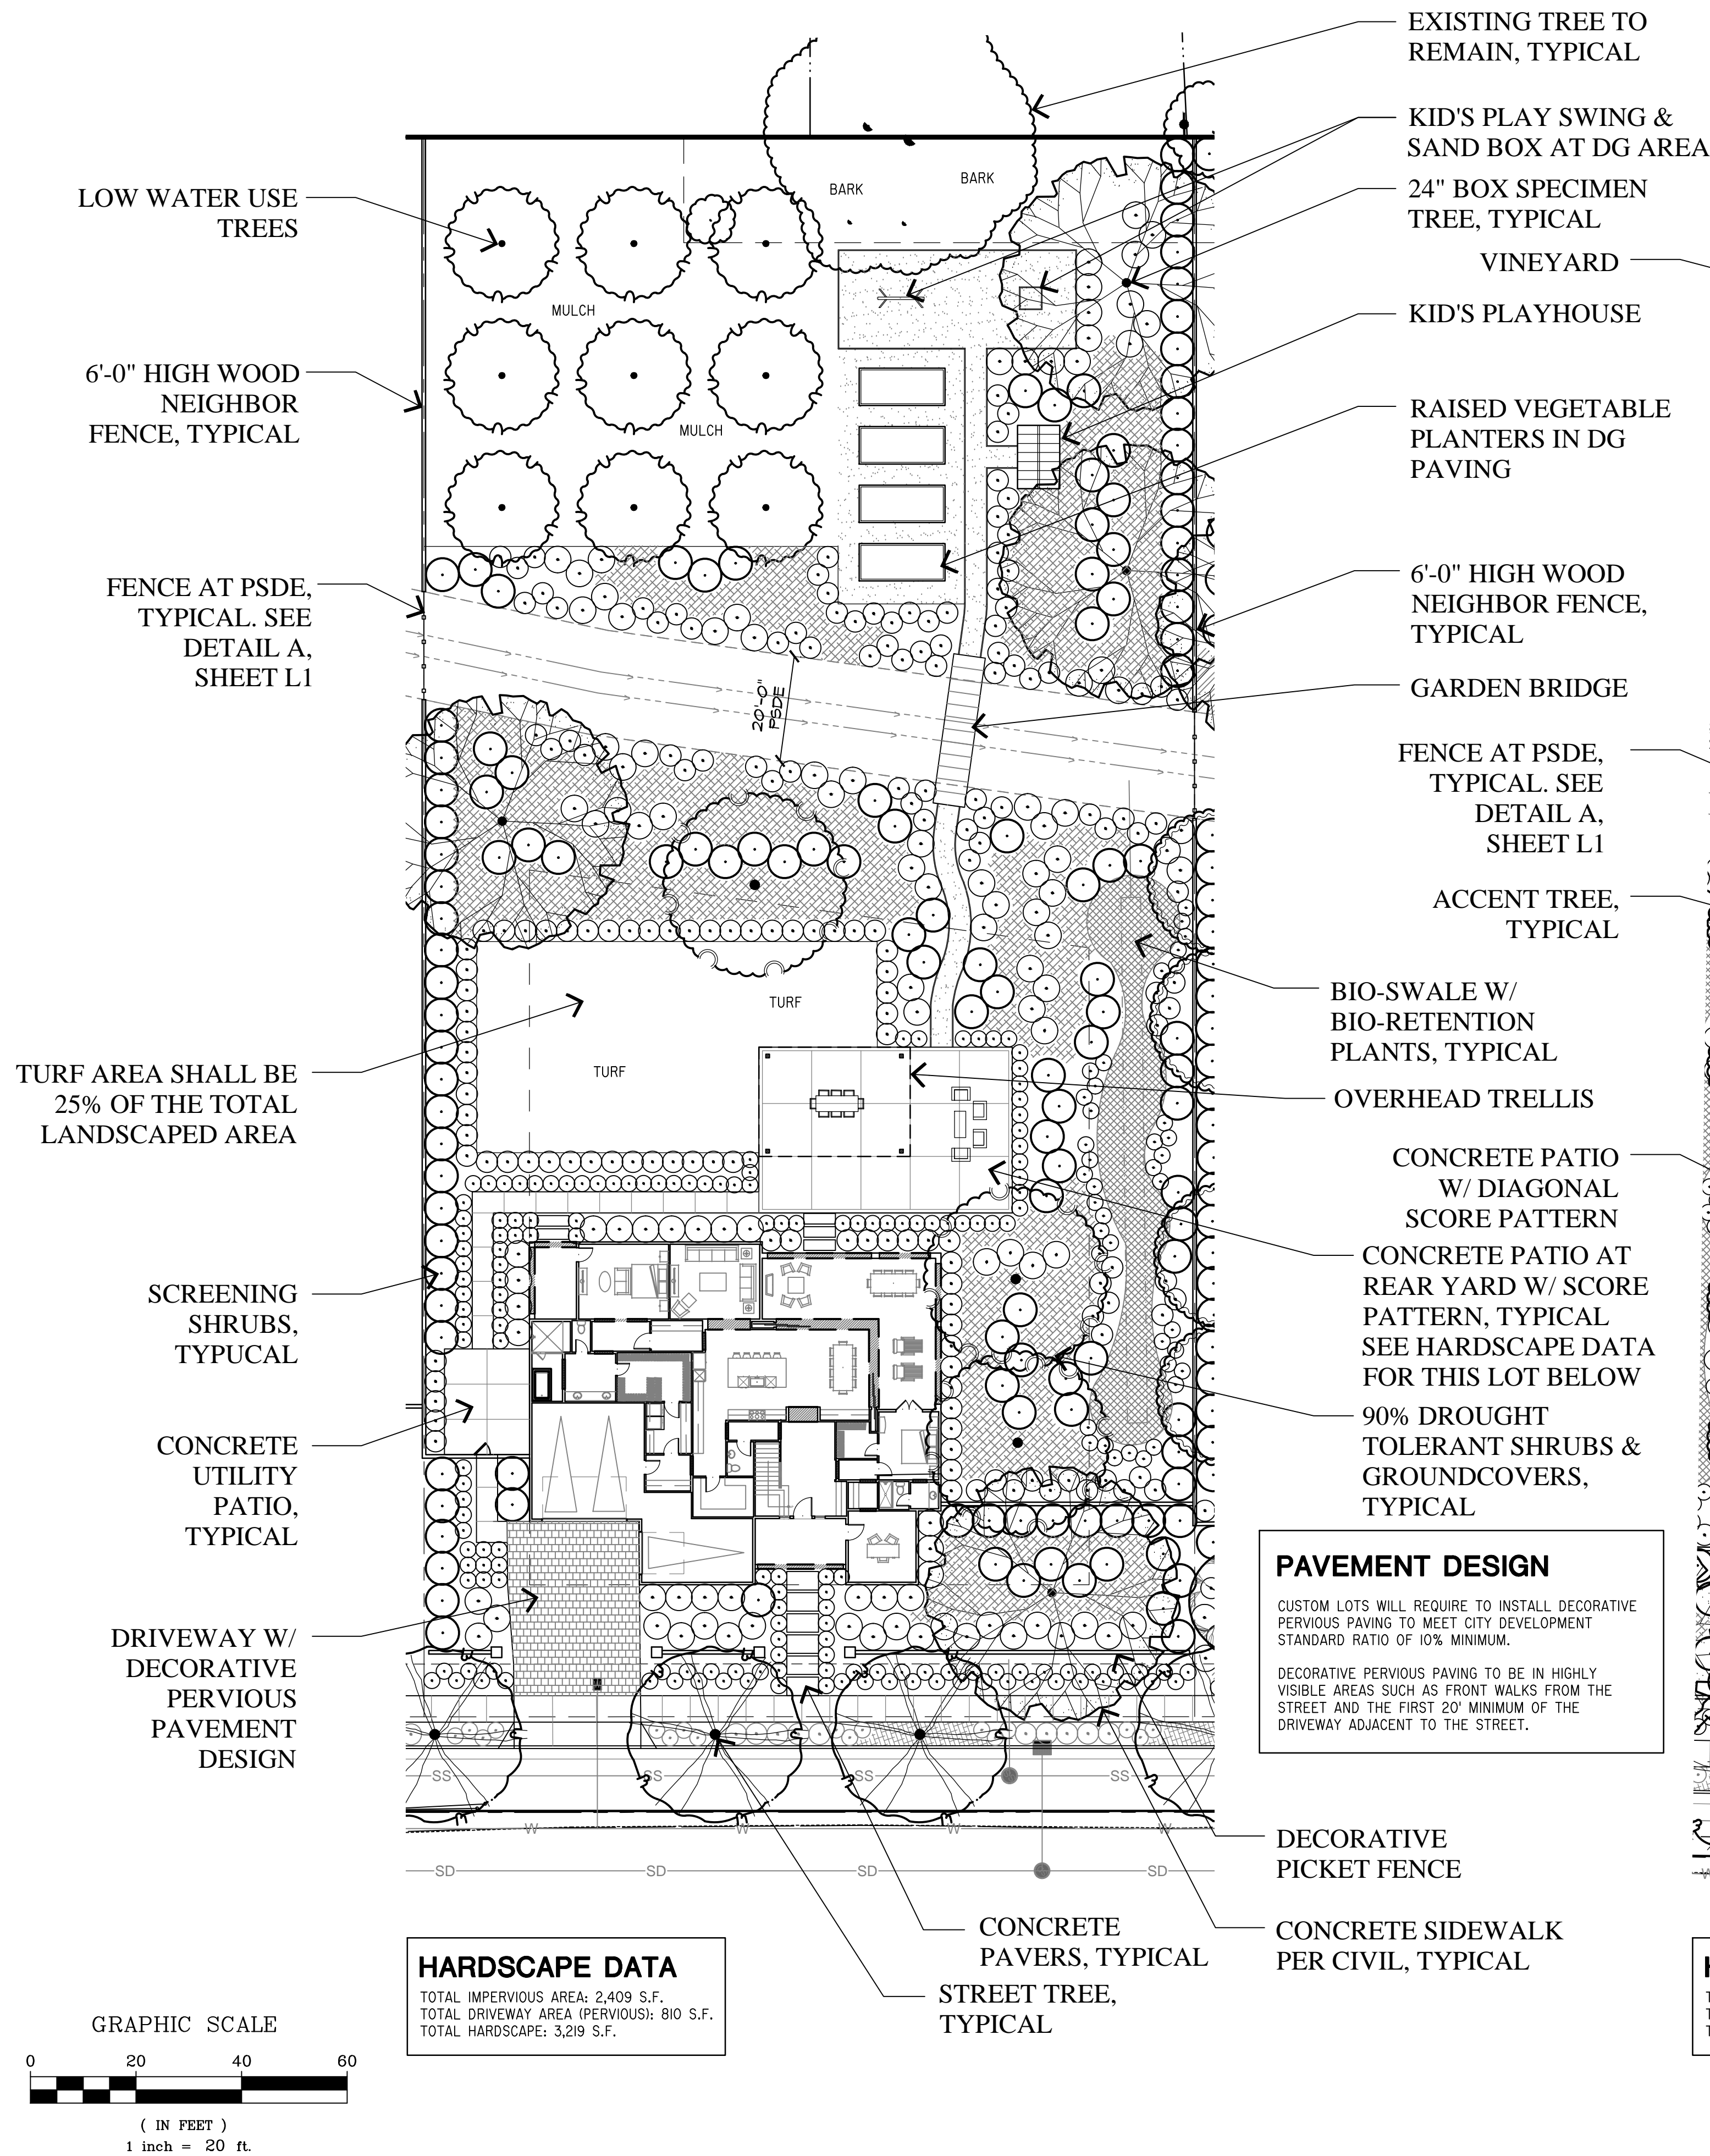 EXISTING TREE TO
REMAIN, TYPICAL
KID'S PLAY SWING &
SAND BOX AT DG AREA
24" BOX SPECIMEN
TREE, TYPICAL
VINEYARD
KID'S PLAYHOUSE
RAISED VEGETABLE
PLANTERS IN DG
PAVING
6'-0" HIGH WOOD
NEIGHBOR FENCE,
TYPICAL
GARDEN BRIDGE
FENCE AT PSDE,
TYPICAL. SEE
DETAIL A,
SHEET L1
ACCENT TREE,
TYPICAL
BIO-SWALE W/
BIO-RETENTION
PLANTS, TYPICAL
OVERHEAD TRELLIS
CONCRETE PATIO
W/ DIAGONAL
SCORE PATTERN
CONCRETE PATIO AT
REAR YARD W/ SCORE
PATTERN, TYPICAL
SEE HARDSCAPE DATA
FOR THIS LOT BELOW
90% DROUGHT
TOLERANT SHRUBS &
GROUNDCOVERS,
TYPICAL
LOW WATER USE
TREES
6'-0" HIGH WOOD
NEIGHBOR
FENCE, TYPICAL
FENCE AT PSDE,
TYPICAL. SEE
DETAIL A,
SHEET L1
TURF AREA SHALL BE
25% OF THE TOTAL
LANDSCAPED AREA
SCREENING
SHRUBS,
TYPUCAL
CONCRETE
UTILITY
PATIO,
TYPICAL
DRIVEWAY W/
DECORATIVE
PERVIOUS
PAVEMENT
DESIGN
BARK
BARK
MULCH
MULCH
20'-0"
PSDE
TURF
TURF
PAVEMENT DESIGN
CUSTOM LOTS WILL REQUIRE TO INSTALL DECORATIVE
PERVIOUS PAVING TO MEET CITY DEVELOPMENT
STANDARD RATIO OF 10% MINIMUM.
DECORATIVE PERVIOUS PAVING TO BE IN HIGHLY
VISIBLE AREAS SUCH AS FRONT WALKS FROM THE
STREET AND THE FIRST 20' MINIMUM OF THE
DRIVEWAY ADJACENT TO THE STREET.
SS
SS
SS
SS
W
W
W
W
SD
SD
SD
SD
DECORATIVE
PICKET FENCE
CONCRETE
PAVERS, TYPICAL
CONCRETE SIDEWALK
PER CIVIL, TYPICAL
STREET TREE,
TYPICAL
HARDSCAPE DATA
TOTAL IMPERVIOUS AREA: 2,409 S.F.
TOTAL DRIVEWAY AREA (PERVIOUS): 810 S.F.
TOTAL HARDSCAPE: 3,219 S.F.
GRAPHIC SCALE
0 20 40 60
( IN FEET )
1 inch = 20 ft.